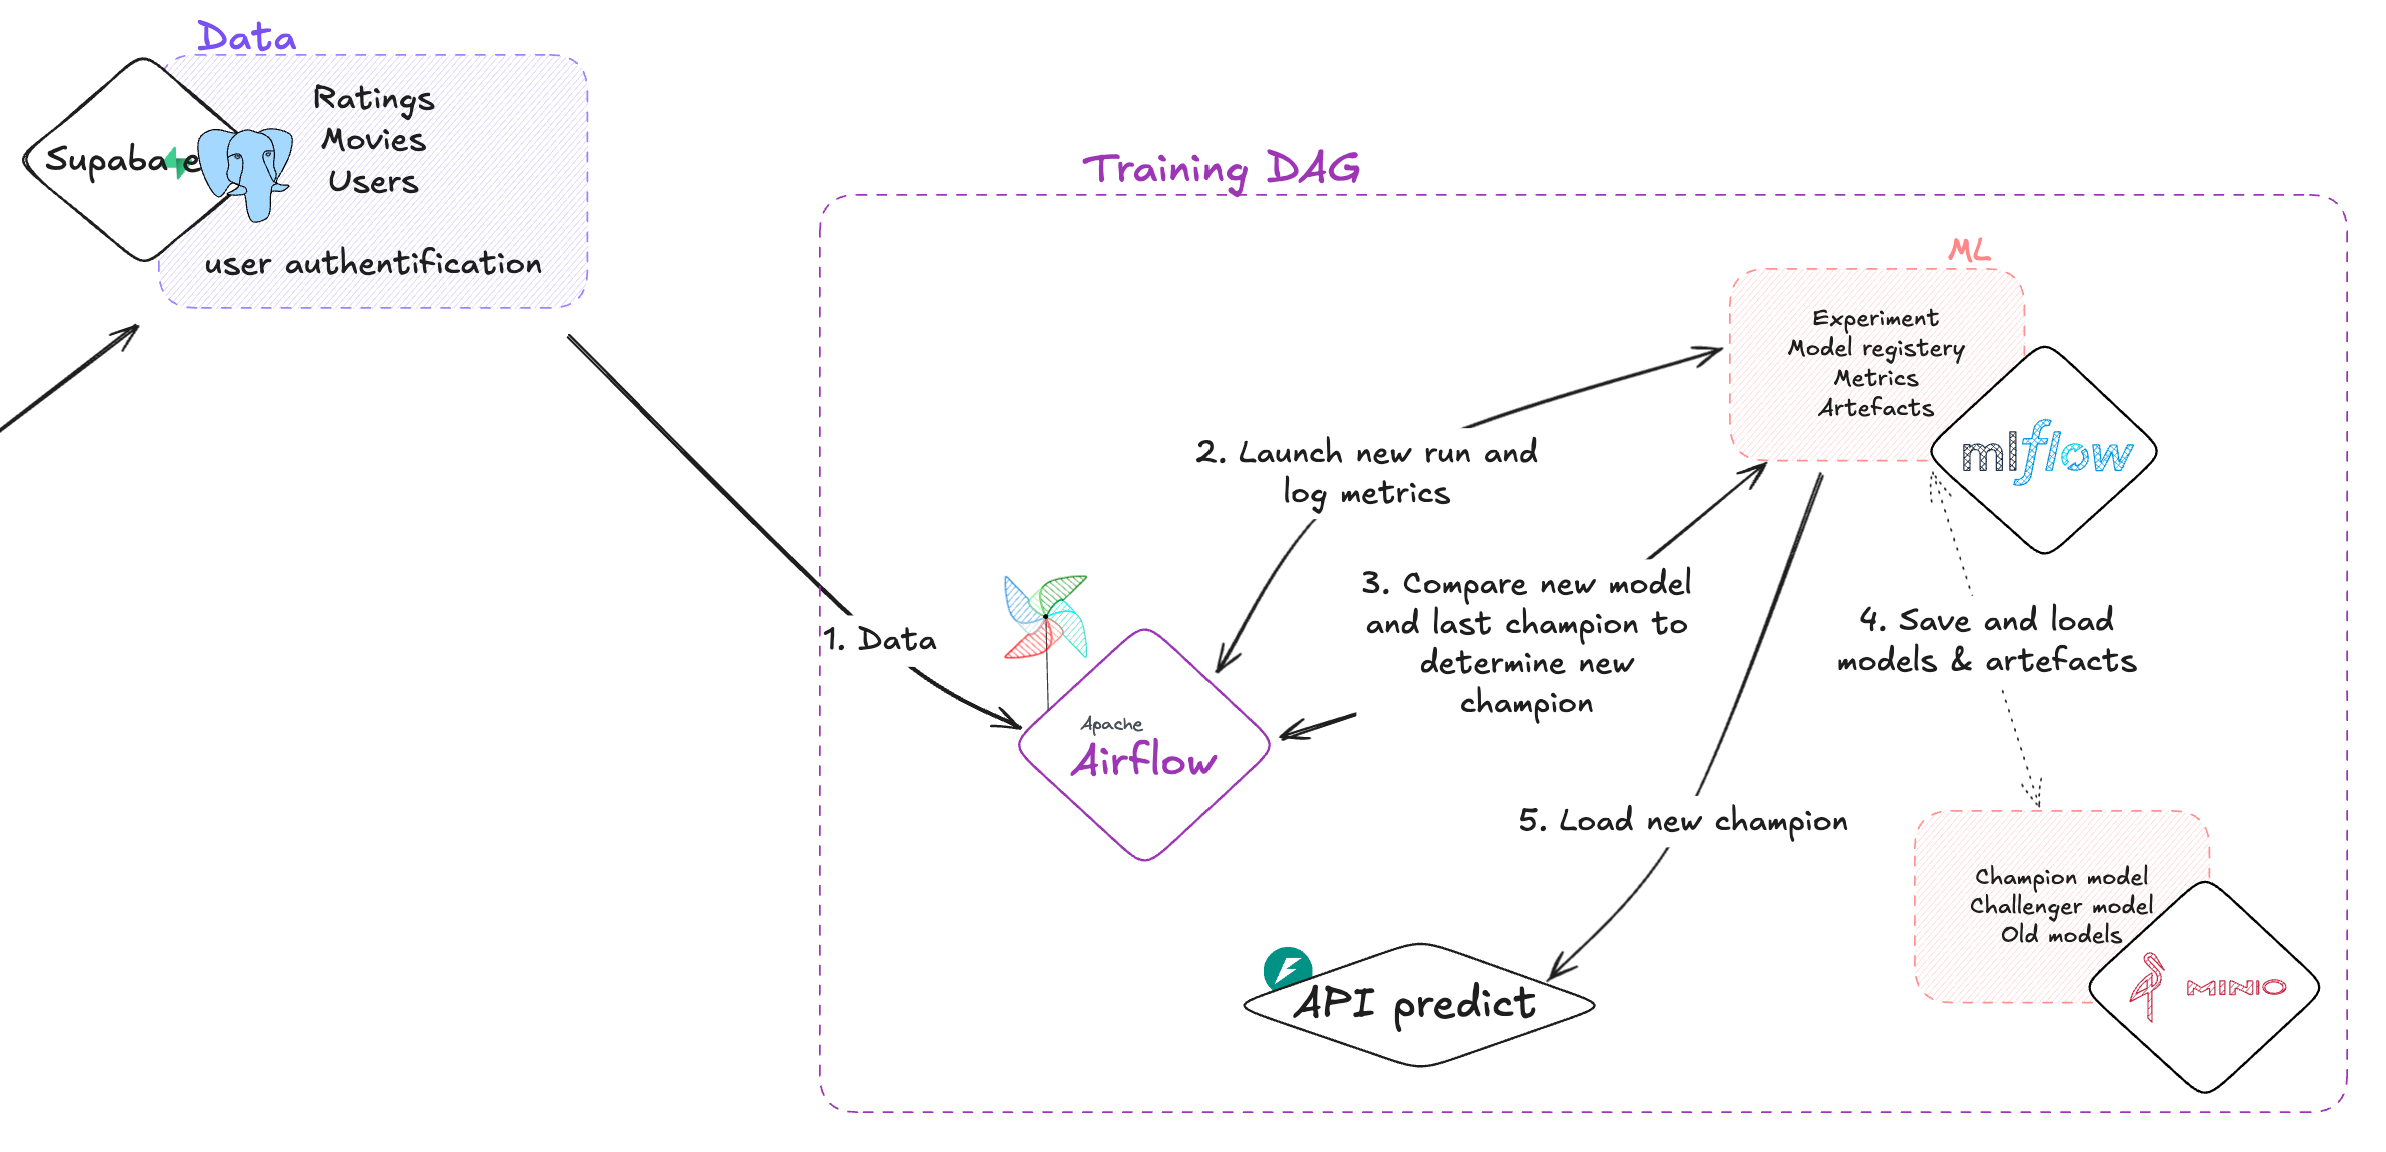 Data
Ratings
Movies
Users
user authentification
Training DAG
ML
Experiment
Model registery
Metrics
Artefacts
mlflow
2. Launch new run and
log metrics
3. Compare new model
and last champion to
determine new
champion
4. Save and load
models & artefacts
1. Data
Apache
Airflow
5. Load new champion
Champion model
Challenger model
Old models
MINIO
API predict